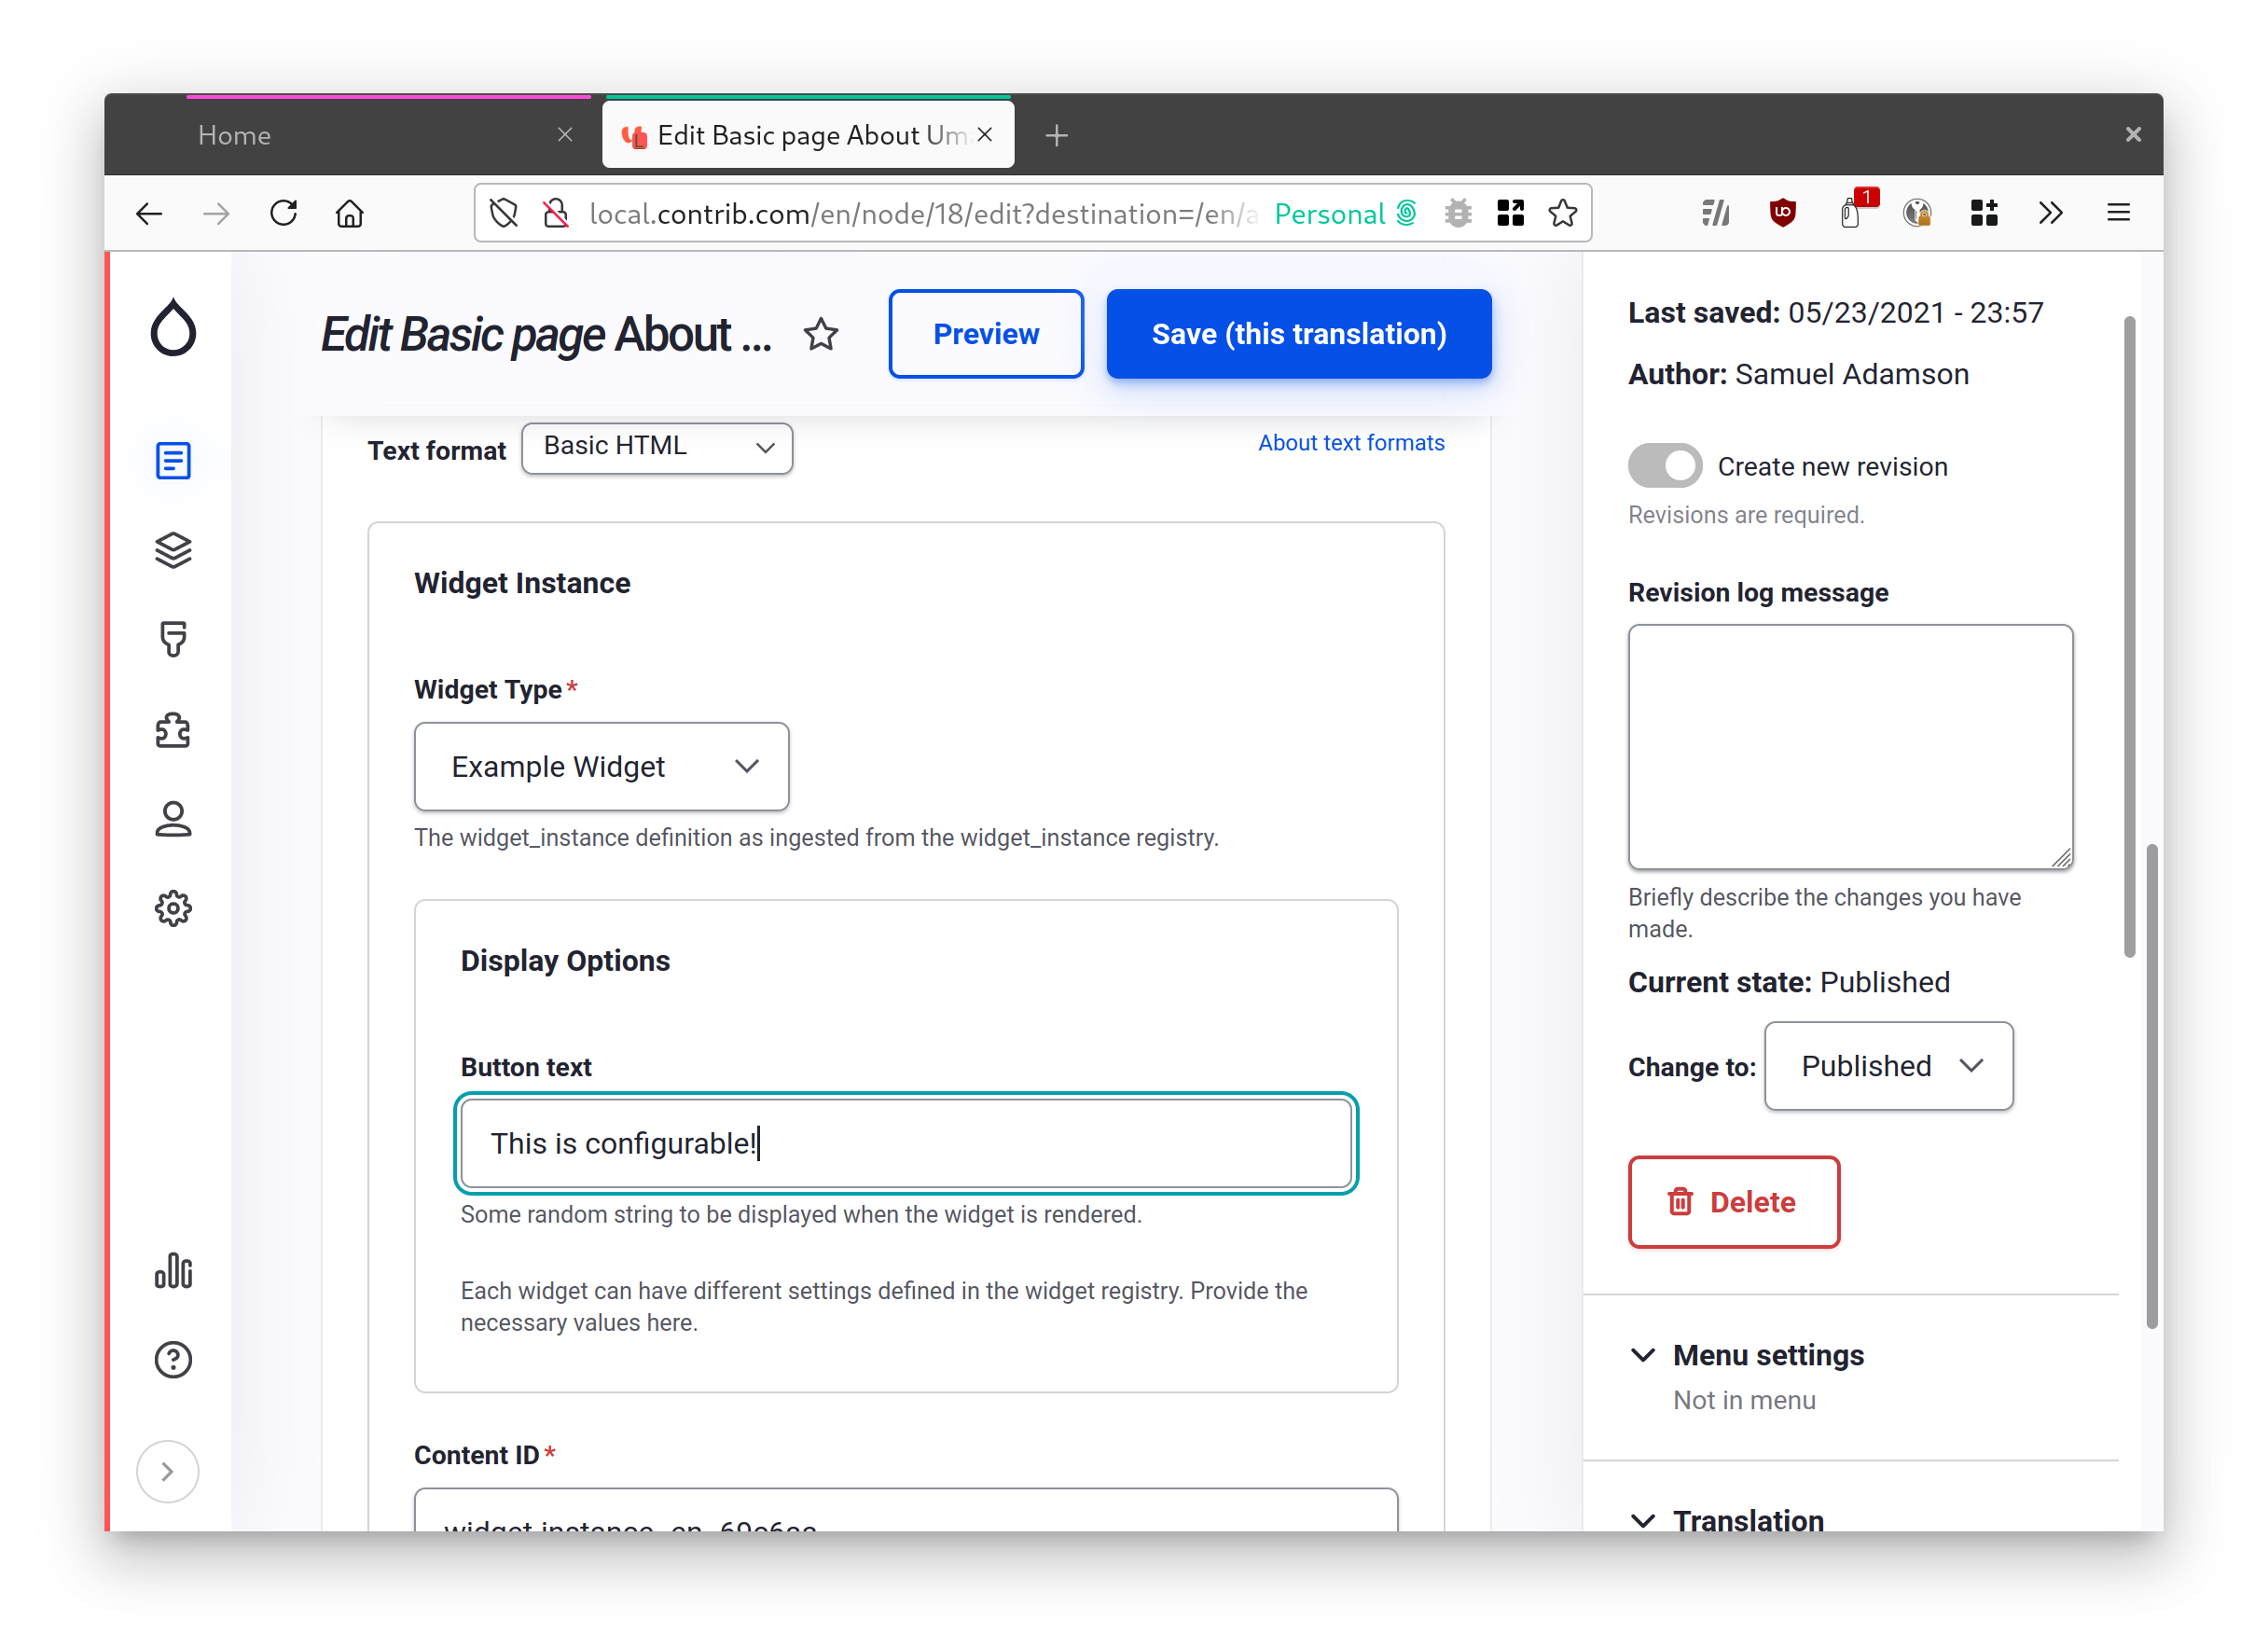 Home
Edit Basic page About Um
local.contrib.com/en/node/18/edit?destination=/en/a
Personal
1
Edit Basic page About ...
Preview
Save (this translation)
Text format
Basic HTML
About text formats
Widget Instance
Widget Type*
Example Widget
The widget_instance definition as ingested from the widget_instance registry.
Display Options
Button text
This is configurable!
Some random string to be displayed when the widget is rendered.
Each widget can have different settings defined in the widget registry. Provide the
necessary values here.
Content ID*
Last saved: 05/23/2021 - 23:57
Author: Samuel Adamson
Create new revision
Revisions are required.
Revision log message
Briefly describe the changes you have
made.
Current state: Published
Change to:
Published
Delete
Menu settings
Not in menu
Translation